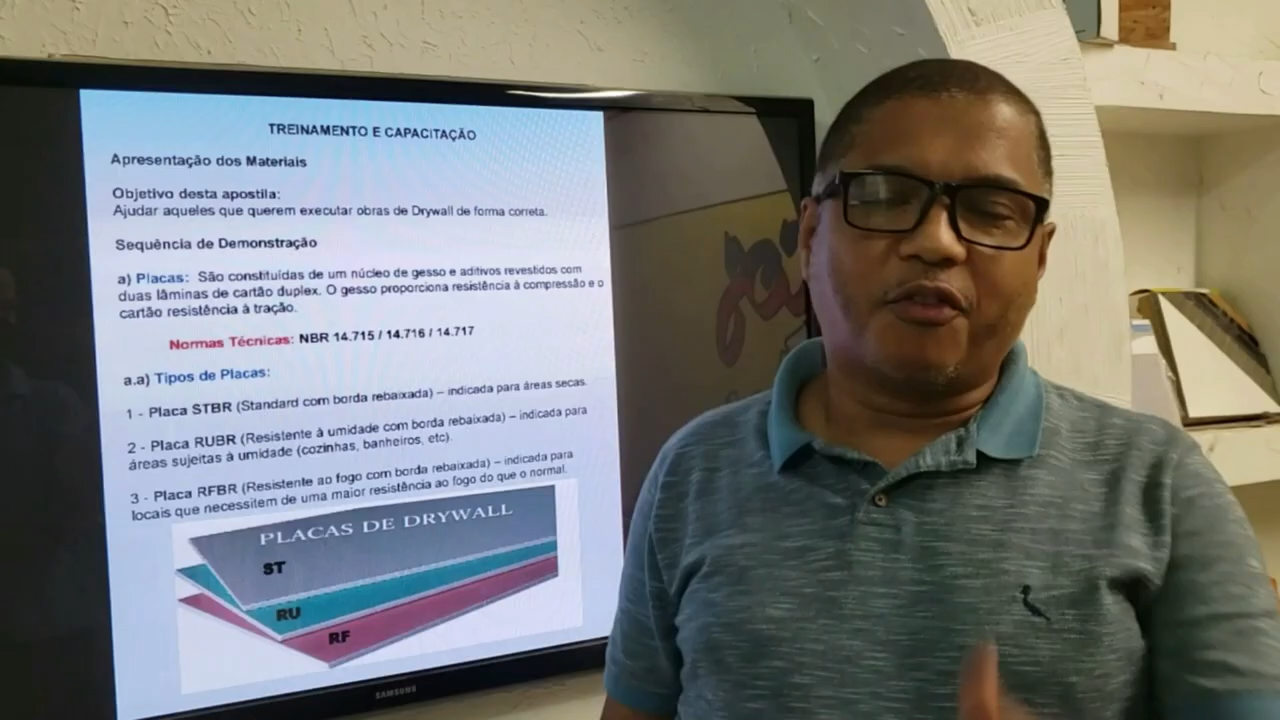 TREINAMENTO E CAPACITAÇÃO
Apresentação dos Materiais
Objetivo desta apostila:
Ajudar aqueles que querem executar obras de Drywall de forma correta.
Sequência de Demonstração
a) Placas: São constituídas de um núcleo de gesso e aditivos revestidos com
duas lâminas de cartão duplex. O gesso proporciona resistência à compressão e o
cartão resistência à tração.
Normas Técnicas: NBR 14.715 / 14.716 / 14.717
a.a) Tipos de Placas:
1 - Placa STBR (Standard com borda rebaixada) – indicada para áreas secas.
2 - Placa RUBR (Resistente à umidade com borda rebaixada) – indicada para
áreas sujeitas à umidade (cozinhas, banheiros, etc).
3 - Placa RFBR (Resistente ao fogo com borda rebaixada) – indicada para
locais que necessitem de uma maior resistência ao fogo do que o normal.
PLACAS DE DRYWALL
ST
RU
RF
SAMSUNG